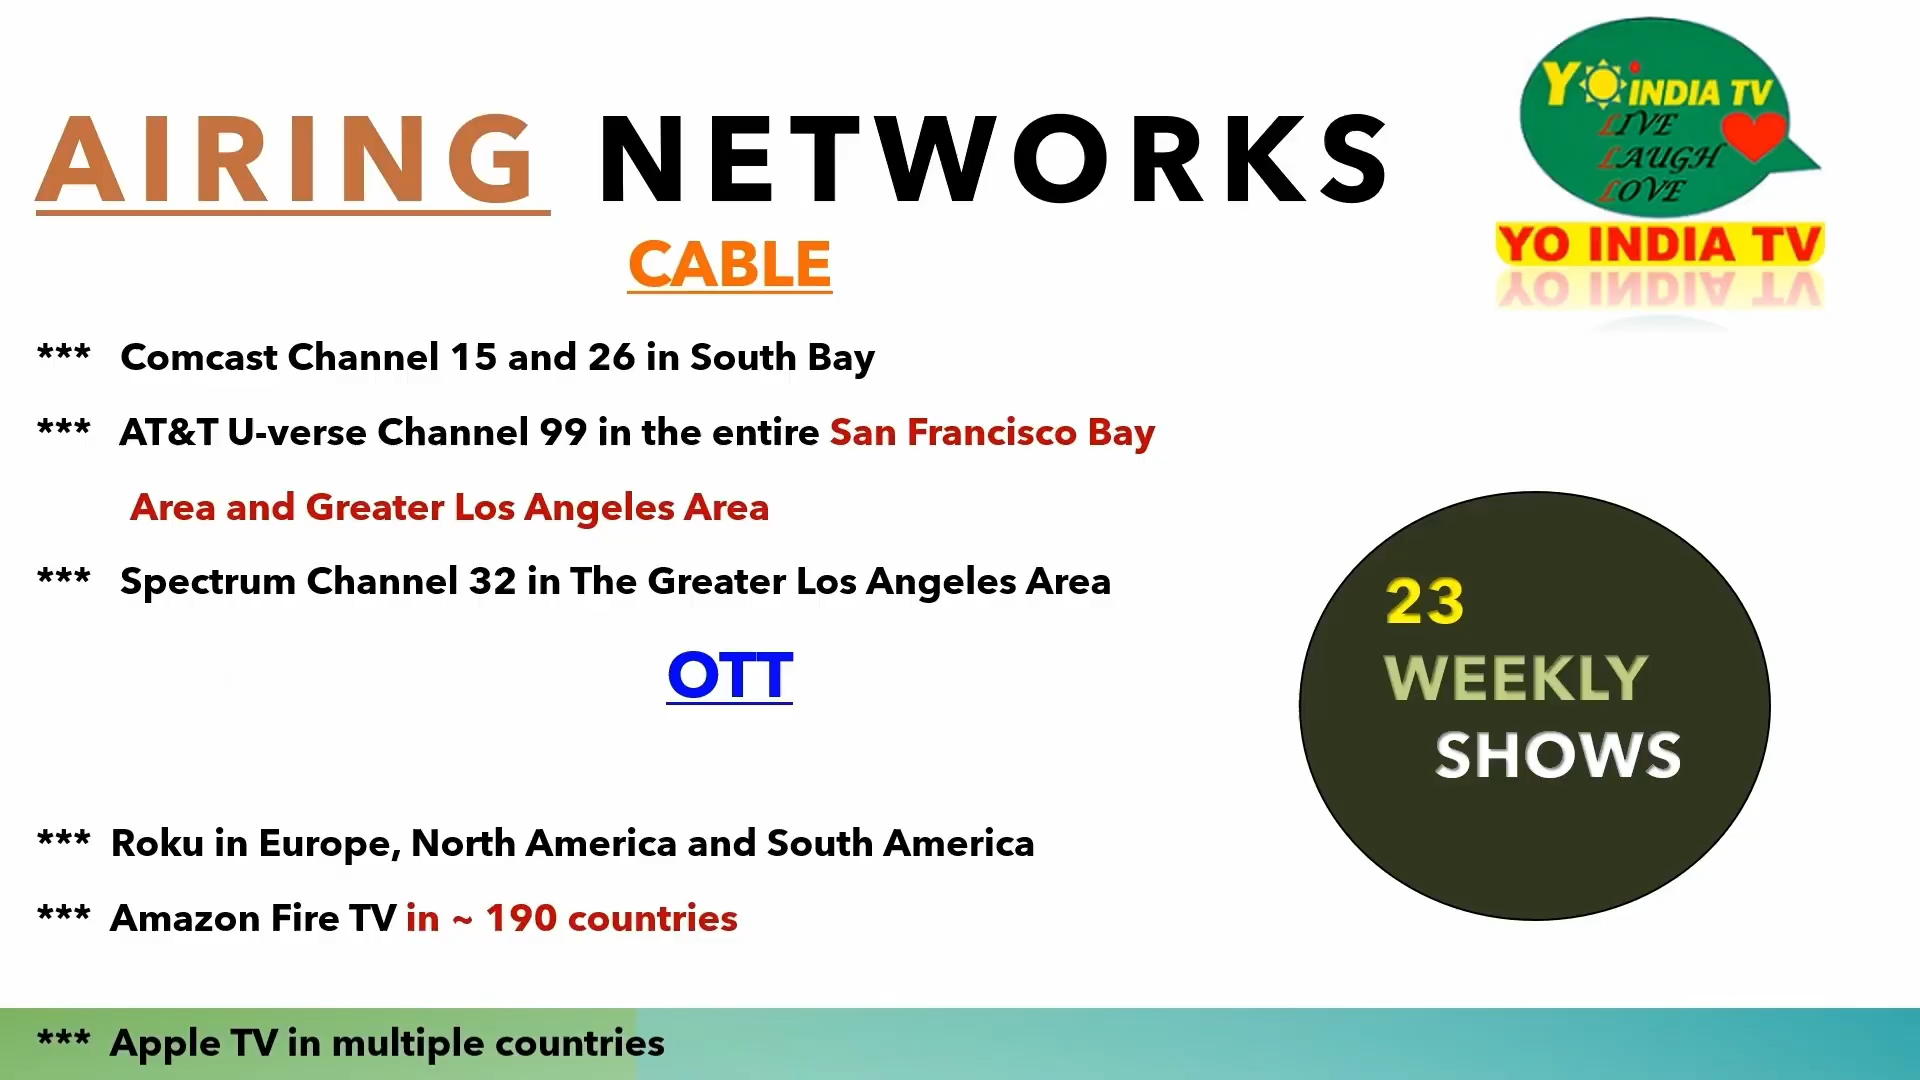 AIRING NETWORKS
YO INDIA TV
LIVE
LAUGH
LOVE
YO INDIA TV
CABLE
*** Comcast Channel 15 and 26 in South Bay
*** AT&T U-verse Channel 99 in the entire San Francisco Bay
Area and Greater Los Angeles Area
*** Spectrum Channel 32 in The Greater Los Angeles Area
23
WEEKLY
SHOWS
OTT
*** Roku in Europe, North America and South America
*** Amazon Fire TV in ~ 190 countries
*** Apple TV in multiple countries